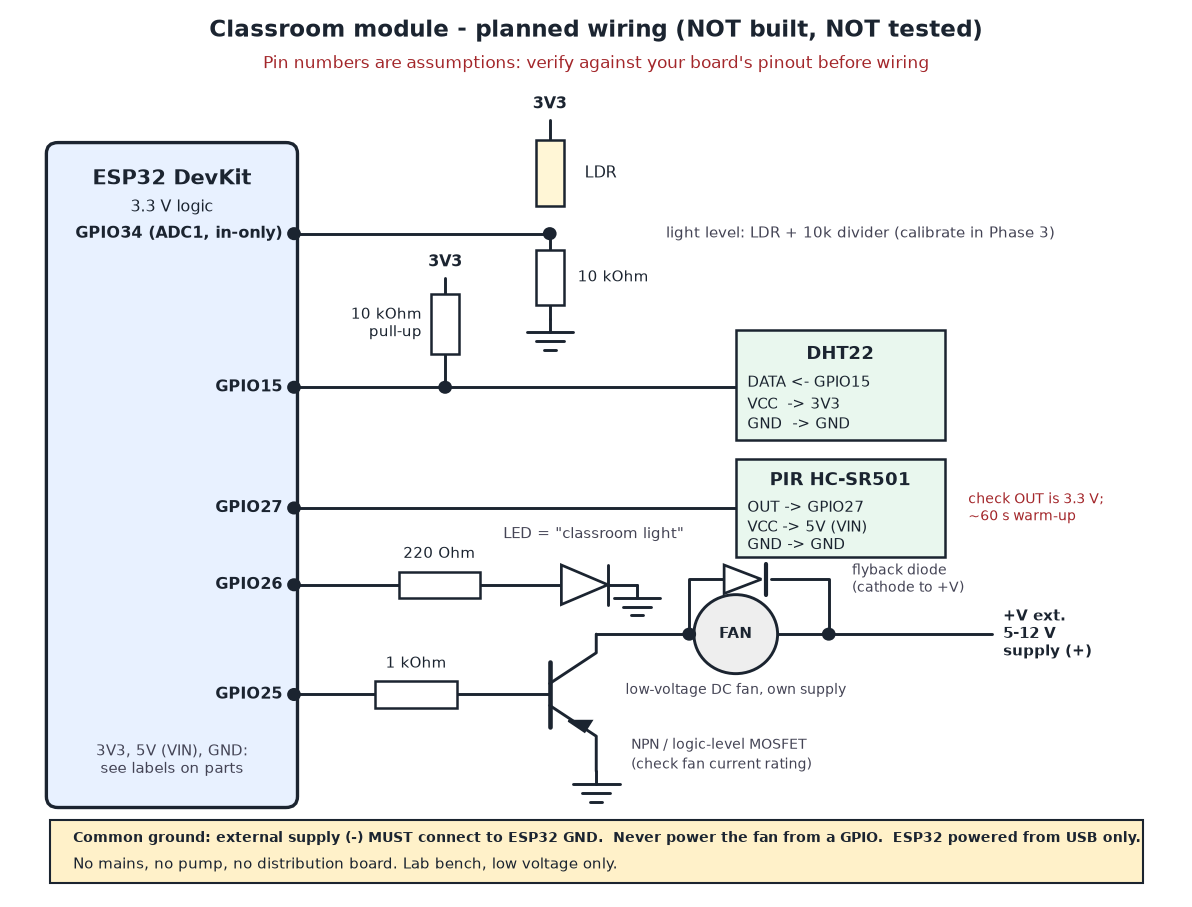 Classroom module - planned wiring (NOT built, NOT tested)
Pin numbers are assumptions: verify against your board's pinout before wiring
3V3
LDR
ESP32 DevKit
3.3 V logic
GPIO34 (ADC1, in-only)
light level: LDR + 10k divider (calibrate in Phase 3)
3V3
10 kOhm
10 kOhm
pull-up
GPIO15
DHT22
DATA <- GPIO15
VCC  -> 3V3
GND  -> GND
GPIO27
PIR HC-SR501
OUT -> GPIO27
VCC -> 5V (VIN)
GND -> GND
check OUT is 3.3 V;
~60 s warm-up
LED = "classroom light"
220 Ohm
GPIO26
flyback diode
(cathode to +V)
FAN
+V ext.
5-12 V
supply (+)
1 kOhm
GPIO25
low-voltage DC fan, own supply
NPN / logic-level MOSFET
(check fan current rating)
3V3, 5V (VIN), GND:
see labels on parts
Common ground: external supply (-) MUST connect to ESP32 GND.  Never power the fan from a GPIO.  ESP32 powered from USB only.
No mains, no pump, no distribution board. Lab bench, low voltage only.